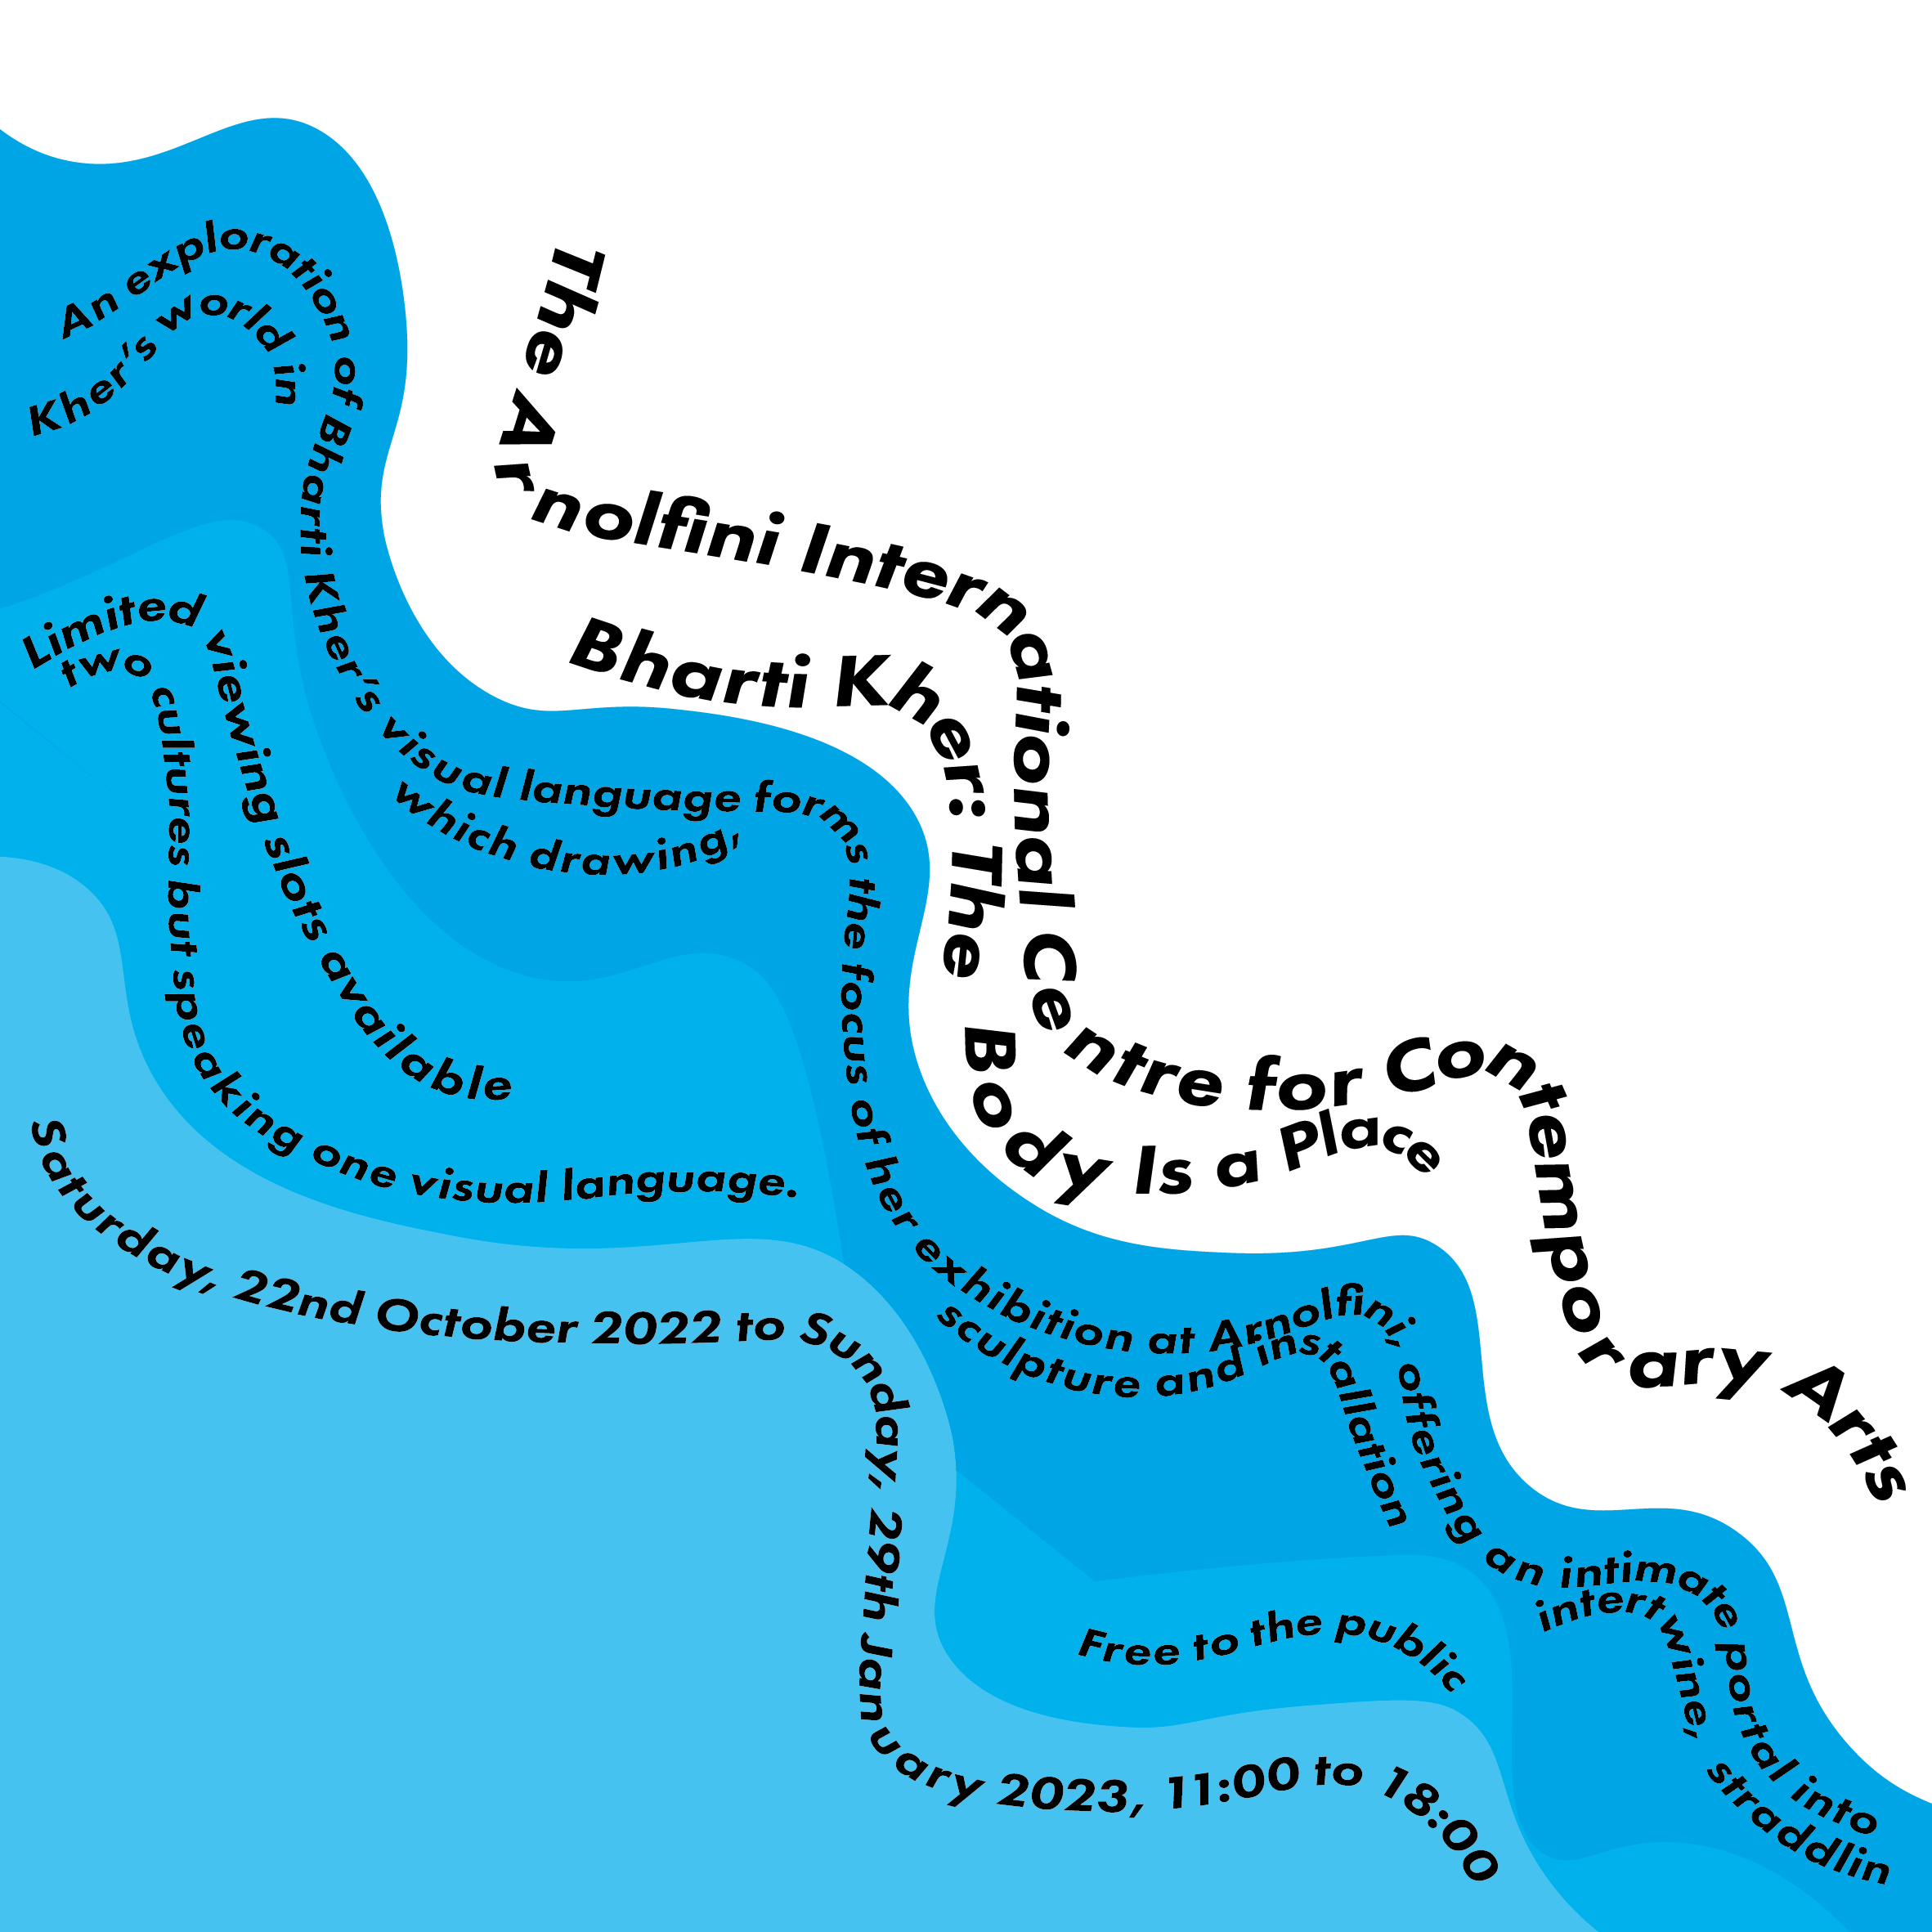 The Arnolfini International Centre for Contemporary Arts
Bharti Kher: The Body Is a Place
An exploration of Bharti Kher's visual language forms the focus of her exhibition at Arnolfini, offering an intimate portal into
Kher's world in which drawing, sculpture and installation intertwine, straddlin
two cultures but speaking one visual language.
Limited viewing slots available
Free to the public
Saturday, 22nd October 2022 to Sunday, 29th January 2023, 11:00 to 18:00